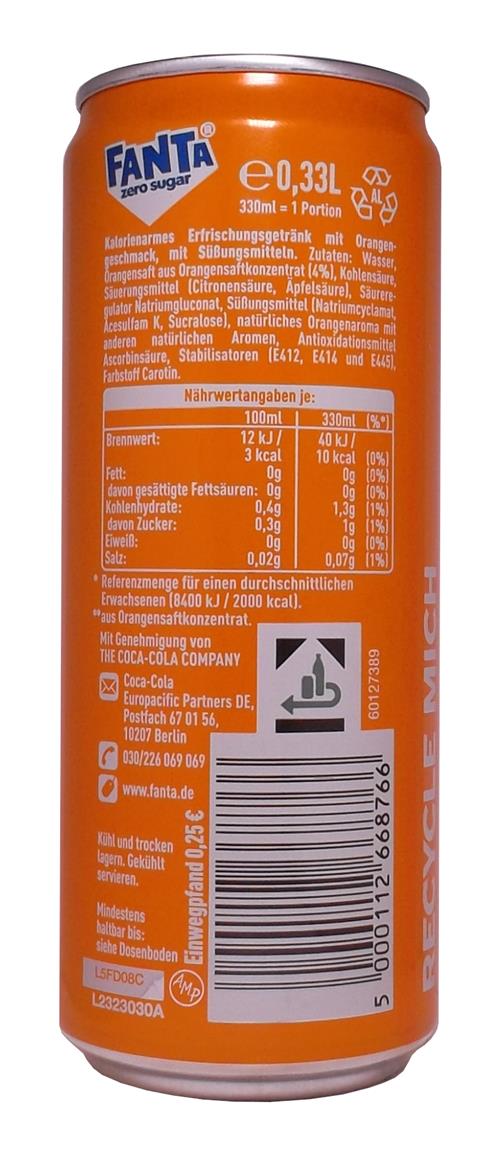 FANTA®
zero sugar
℮0,33L
330ml = 1 Portion
AL
Kalorienarmes Erfrischungsgetränk mit Orangen-
geschmack, mit Süßungsmitteln. Zutaten: Wasser,
Orangensaft aus Orangensaftkonzentrat (4%), Kohlensäure,
Säuerungsmittel (Citronensäure, Äpfelsäure), Säurere-
gulator Natriumgluconat, Süßungsmittel (Natriumcyclamat,
Acesulfam K, Sucralose), natürliches Orangenaroma mit
anderen natürlichen Aromen, Antioxidationsmittel
Ascorbinsäure, Stabilisatoren (E412, E414 und E445),
Farbstoff Carotin.
Nährwertangaben je:
100ml 330ml (%*)
Brennwert: 12 kJ / 40 kJ /
3 kcal 10 kcal (0%)
Fett: 0g 0g (0%)
davon gesättigte Fettsäuren: 0g 0g (0%)
Kohlenhydrate: 0,4g 1,3g (1%)
davon Zucker: 0,3g 1g (1%)
Eiweiß: 0g 0g (0%)
Salz: 0,02g 0,07g (1%)
* Referenzmenge für einen durchschnittlichen
Erwachsenen (8400 kJ / 2000 kcal).
**aus Orangensaftkonzentrat.
Mit Genehmigung von
THE COCA-COLA COMPANY
Coca-Cola
Europacific Partners DE,
Postfach 67 01 56,
10207 Berlin
030/226 069 069
www.fanta.de
Kühl und trocken
lagern. Gekühlt
servieren.
Mindestens
haltbar bis:
siehe Dosenboden
L5FD08C
L2323030A
AMP
Einwegpfand 0,25 €
60127389
5 000112 668766
RECYCLE MICH